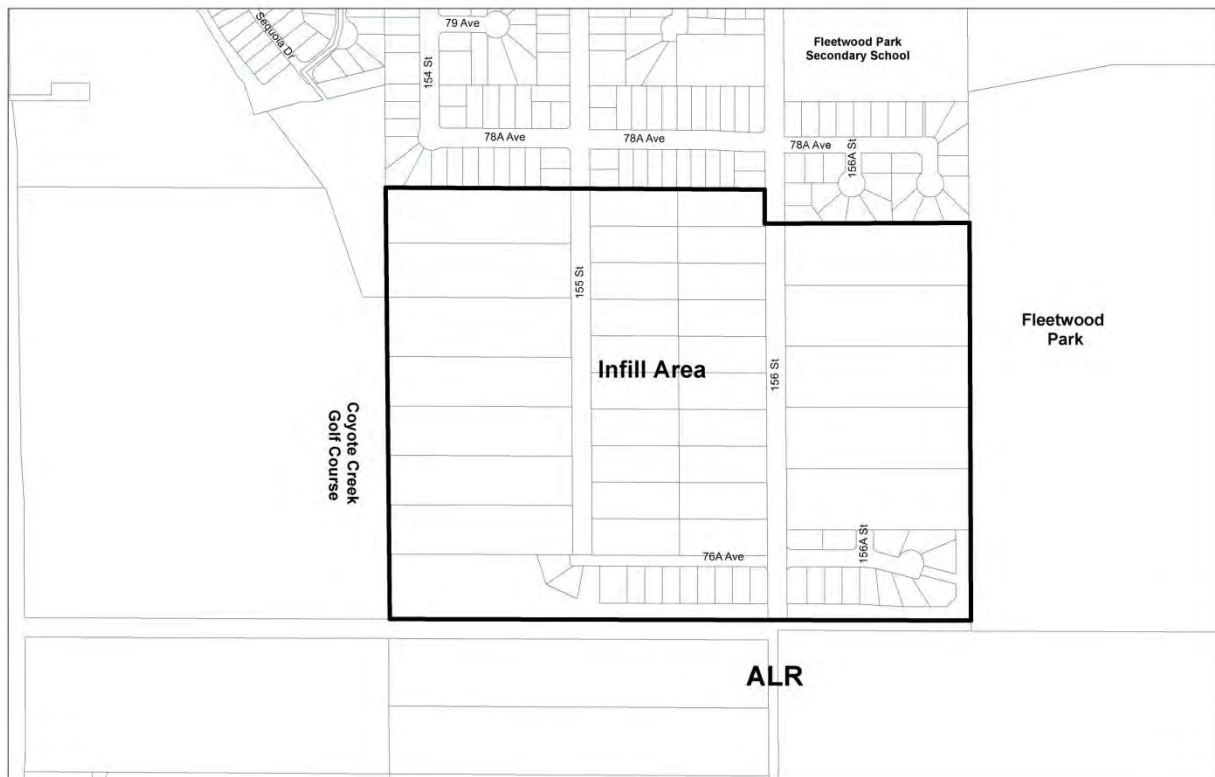 79 Ave
Sequoia Dr
154 St
Fleetwood Park
Secondary School
78A Ave
78A Ave
78A Ave
156A St
155 St
156 St
Infill Area
Fleetwood
Park
Coyote Creek
Golf Course
76A Ave
156A St
ALR